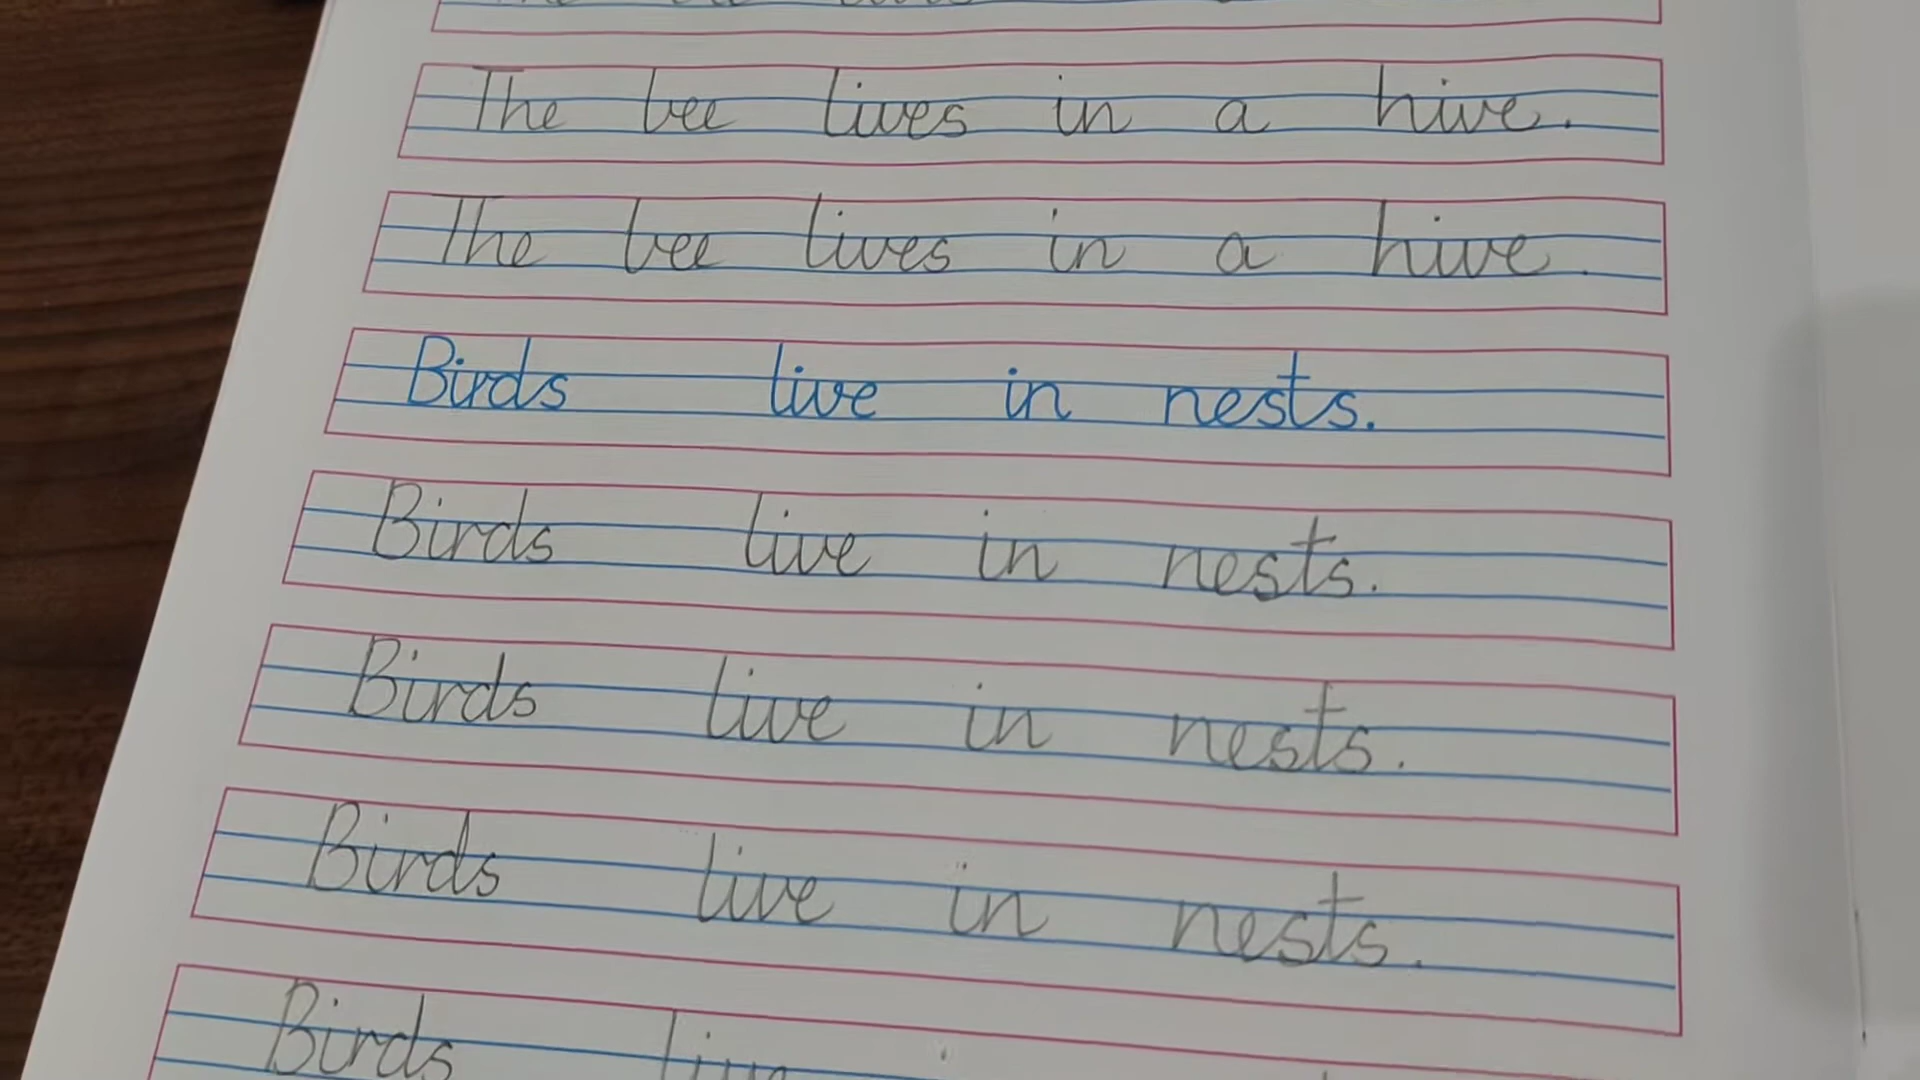 The bee lives in a hive.
The bee lives in a hive.
Birds live in nests.
Birds live in nests.
Birds live in nests.
Birds live in nests.
Birds